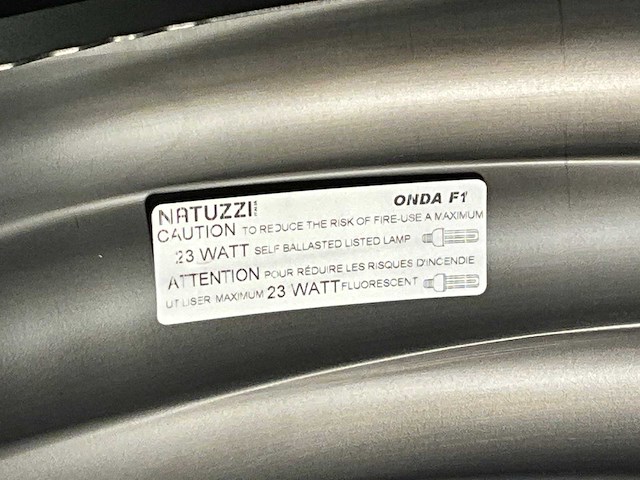 NATUZZI ITALIA ONDA F1
CAUTION TO REDUCE THE RISK OF FIRE-USE A MAXIMUM
23 WATT SELF BALLASTED LISTED LAMP
ATTENTION POUR RÉDUIRE LES RISQUES D'INCENDIE
UTILISER MAXIMUM 23 WATT FLUORESCENT